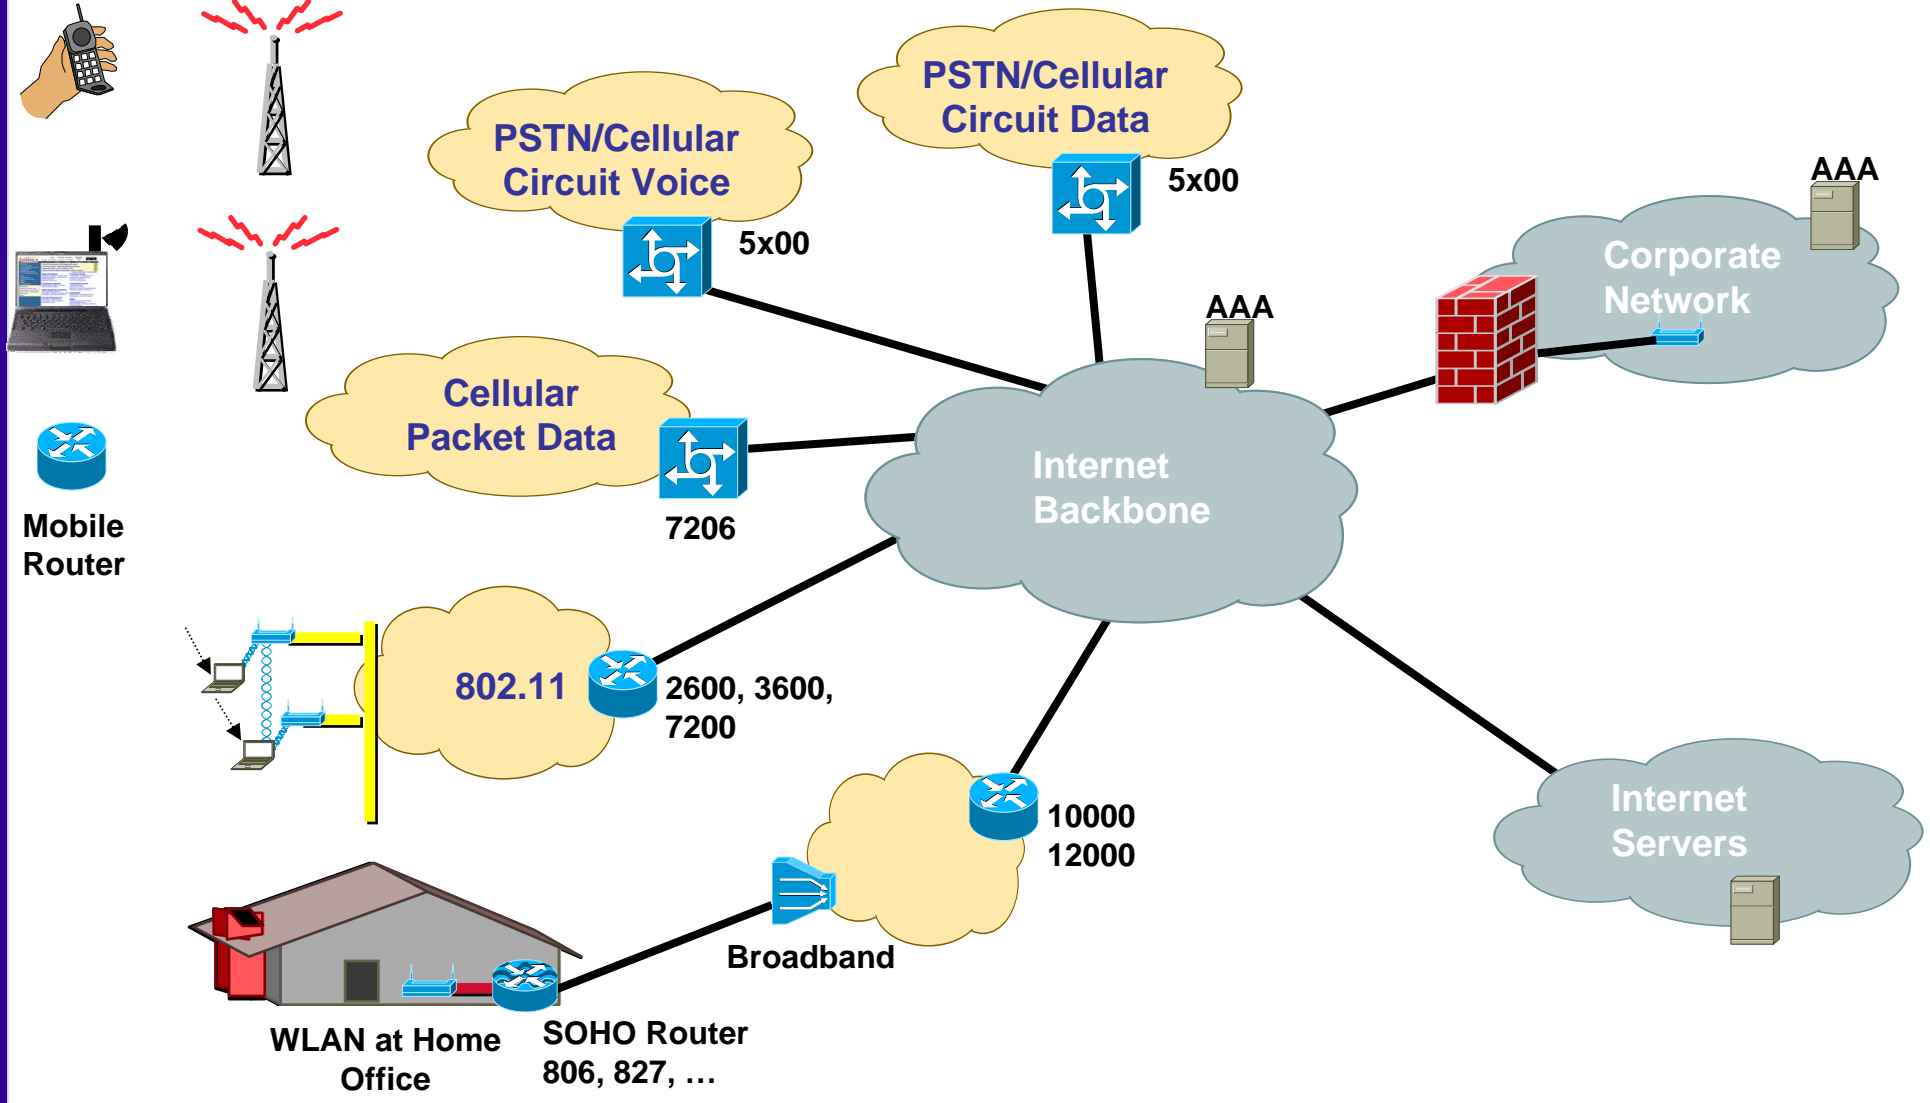 PSTN/Cellular
Circuit Data
5x00
PSTN/Cellular
Circuit Voice
5x00
AAA
Corporate
Network
AAA
Cellular
Packet Data
7206
Internet
Backbone
Mobile
Router
802.11
2600, 3600,
7200
10000
12000
Internet
Servers
Broadband
WLAN at Home
Office
SOHO Router
806, 827, …